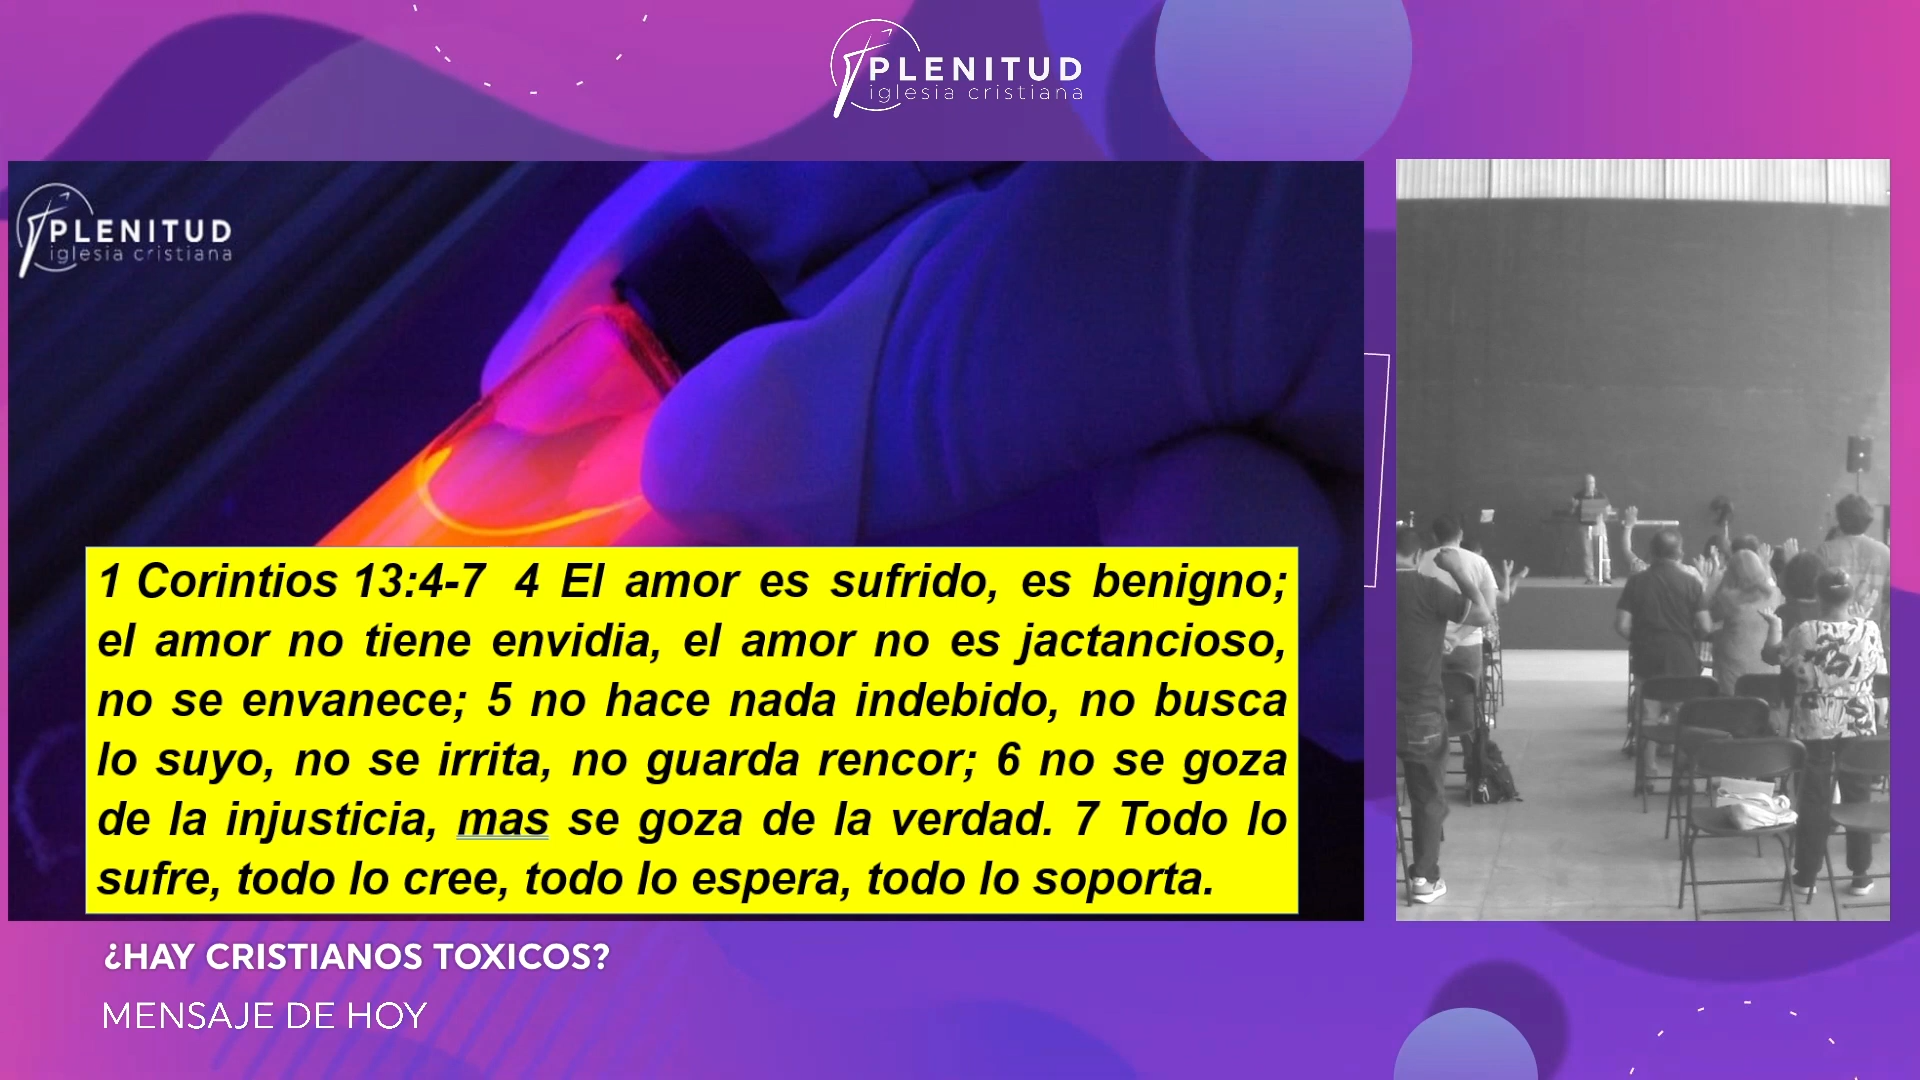 PLENITUD
iglesia cristiana
PLENITUD
iglesia cristiana
1 Corintios 13:4-7 4 El amor es sufrido, es benigno;
el amor no tiene envidia, el amor no es jactancioso,
no se envanece; 5 no hace nada indebido, no busca
lo suyo, no se irrita, no guarda rencor; 6 no se goza
de la injusticia, mas se goza de la verdad. 7 Todo lo
sufre, todo lo cree, todo lo espera, todo lo soporta.
¿HAY CRISTIANOS TOXICOS?
MENSAJE DE HOY